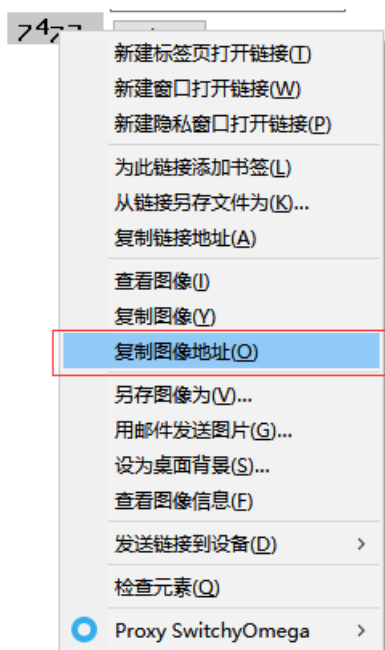 新建标签页打开链接(T)
新建窗口打开链接(W)
新建隐私窗口打开链接(P)
为此链接添加书签(L)
从链接另存文件为(K)...
复制链接地址(A)
查看图像(I)
复制图像(Y)
复制图像地址(O)
另存图像为(V)...
用邮件发送图片(G)...
设为桌面背景(S)...
查看图像信息(F)
发送链接到设备(D)
检查元素(Q)
Proxy SwitchyOmega